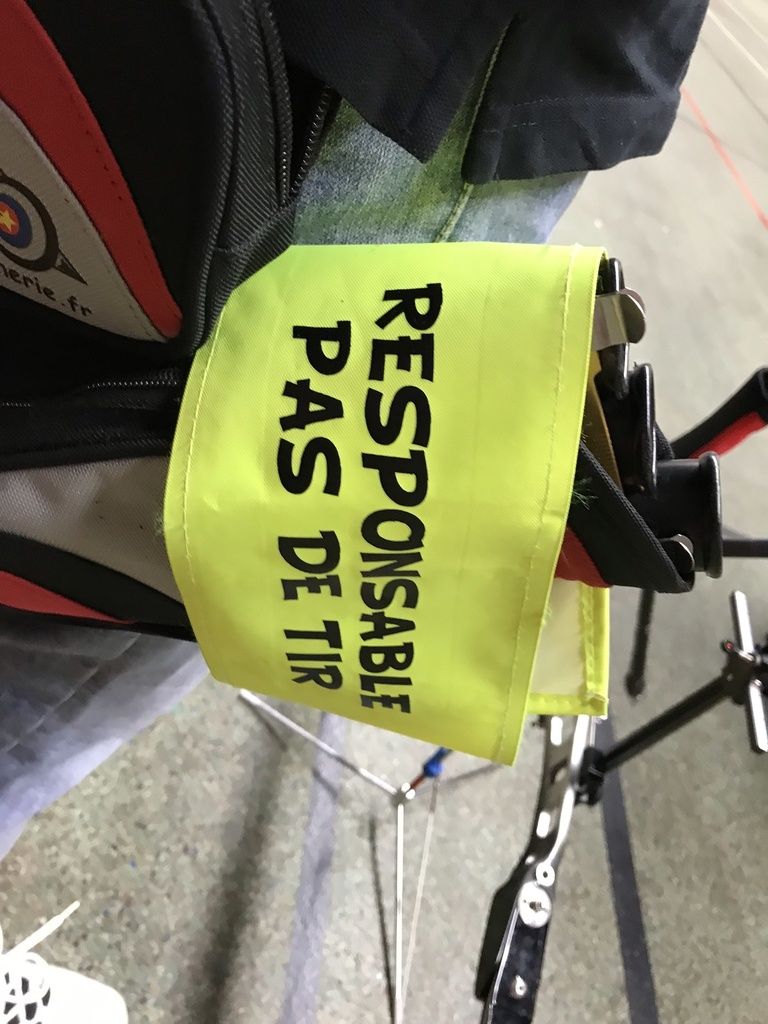 RESPONSABLE
PAS DE TIR
erie.fr